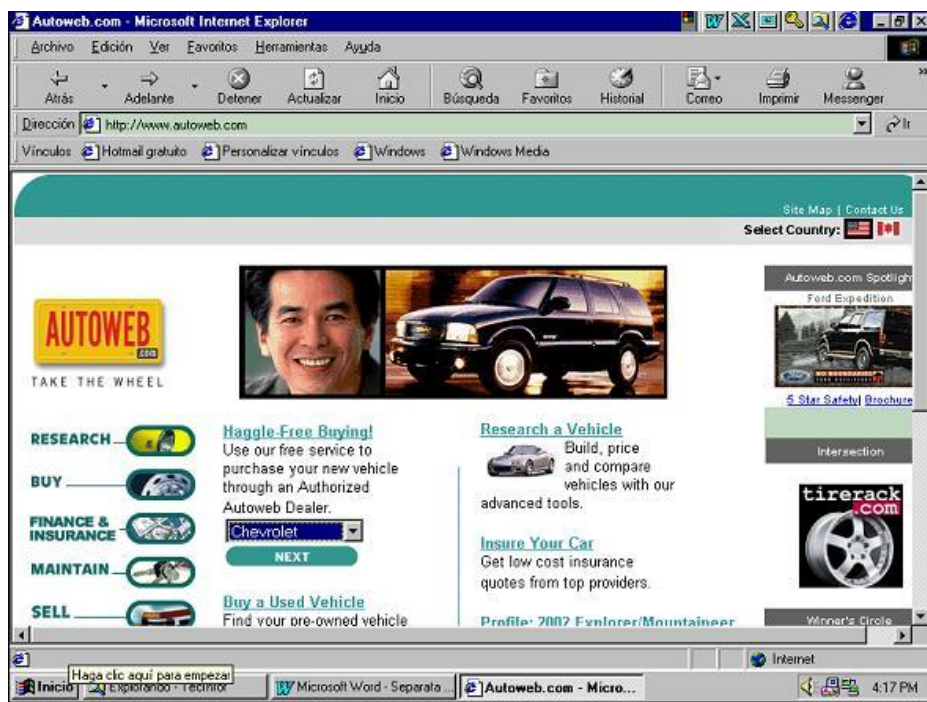 Autoweb.com - Microsoft Internet Explorer
Archivo Edición Ver Favoritos Herramientas Ayuda
Atrás Adelante Detener Actualizar Inicio Búsqueda Favoritos Historial Correo Imprimir Messenger
Dirección http://www.autoweb.com Ir
Vínculos Hotmail gratuito Personalizar vínculos Windows Windows Media
Site Map | Contact Us
Select Country:
AUTOWEB
.com
TAKE THE WHEEL
RESEARCH
BUY
FINANCE &
INSURANCE
MAINTAIN
SELL
Haggle-Free Buying!
Use our free service to
purchase your new vehicle
through an Authorized
Autoweb Dealer.
Chevrolet
NEXT
Buy a Used Vehicle
Find your pre-owned vehicle
Research a Vehicle
Build, price
and compare
vehicles with our
advanced tools.
Insure Your Car
Get low cost insurance
quotes from top providers.
Profile: 2002 Explorer/Mountaineer
Autoweb.com Spotligh
Ford Expedition
Ford
5 Star Safety| Brochure
Intersection
tirerack
.com
Winner's Circle
Internet
Haga clic aquí para empezar
Inicio Explorando - Tecinfor Microsoft Word - Separata ... Autoweb.com - Micro... 4:17 PM